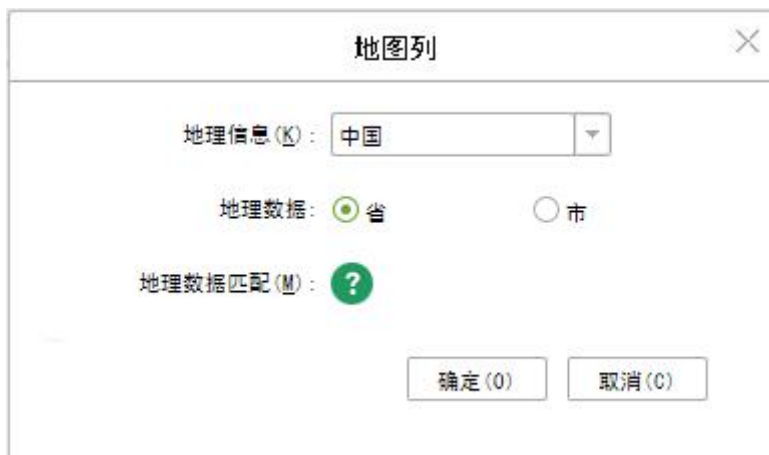 地图列
地理信息(K): 中国
地理数据: 省 市
地理数据匹配(M): ?
确定(O) 取消(C)